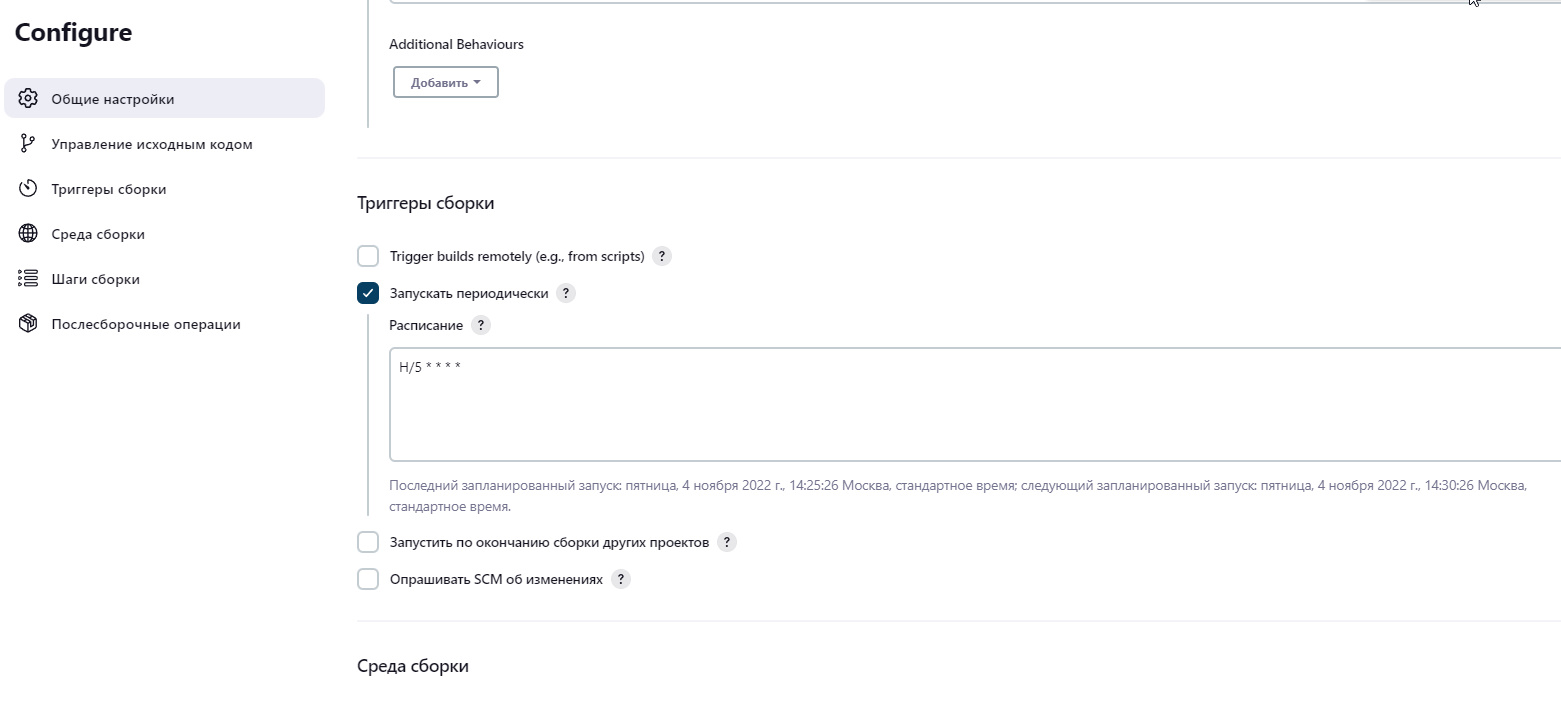 Configure
Общие настройки
Управление исходным кодом
Триггеры сборки
Среда сборки
Шаги сборки
Послесборочные операции
Additional Behaviours
Добавить
Триггеры сборки
Trigger builds remotely (e.g., from scripts) ?
Запускать периодически ?
Расписание ?
H/5 * * * *
Последний запланированный запуск: пятница, 4 ноября 2022 г., 14:25:26 Москва, стандартное время; следующий запланированный запуск: пятница, 4 ноября 2022 г., 14:30:26 Москва,
стандартное время.
Запустить по окончанию сборки других проектов ?
Опрашивать SCM об изменениях ?
Среда сборки